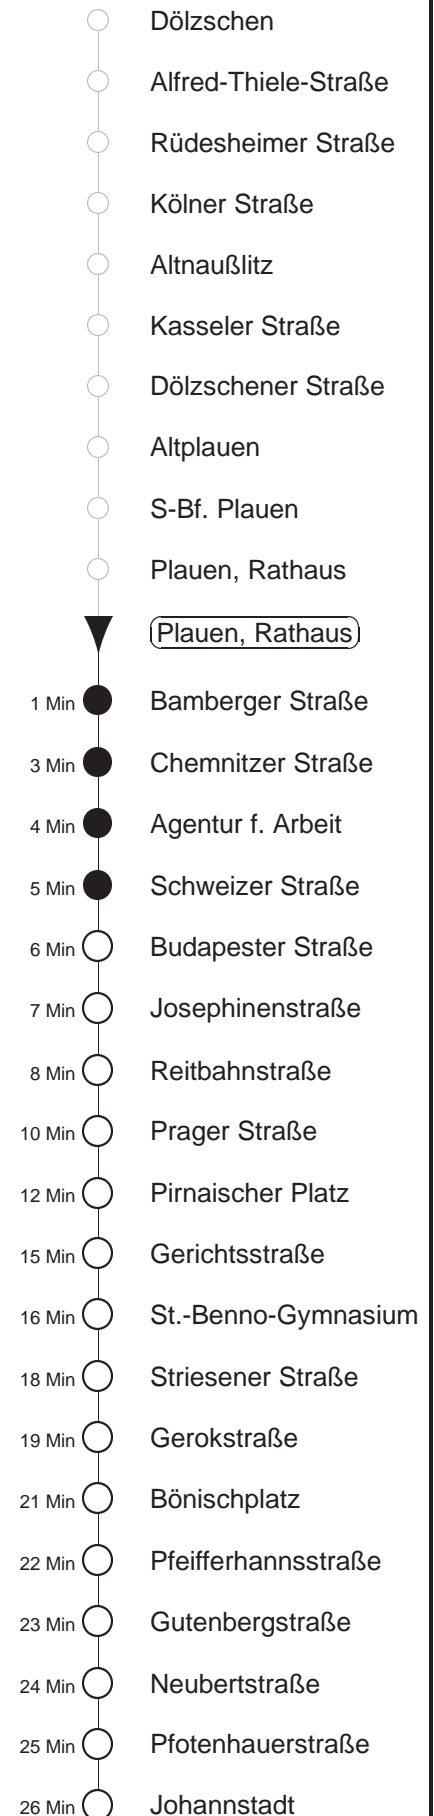 Dölzschen
Alfred-Thiele-Straße
Rüdesheimer Straße
Kölner Straße
Altnaußlitz
Kasseler Straße
Dölzschener Straße
Altplauen
S-Bf. Plauen
Plauen, Rathaus
Plauen, Rathaus
1 Min Bamberger Straße
3 Min Chemnitzer Straße
4 Min Agentur f. Arbeit
5 Min Schweizer Straße
6 Min Budapester Straße
7 Min Josephinenstraße
8 Min Reitbahnstraße
10 Min Prager Straße
12 Min Pirnaischer Platz
15 Min Gerichtsstraße
16 Min St.-Benno-Gymnasium
18 Min Striesener Straße
19 Min Gerokstraße
21 Min Bönischplatz
22 Min Pfeifferhannsstraße
23 Min Gutenbergstraße
24 Min Neubertstraße
25 Min Pfotenhauerstraße
26 Min Johannstadt